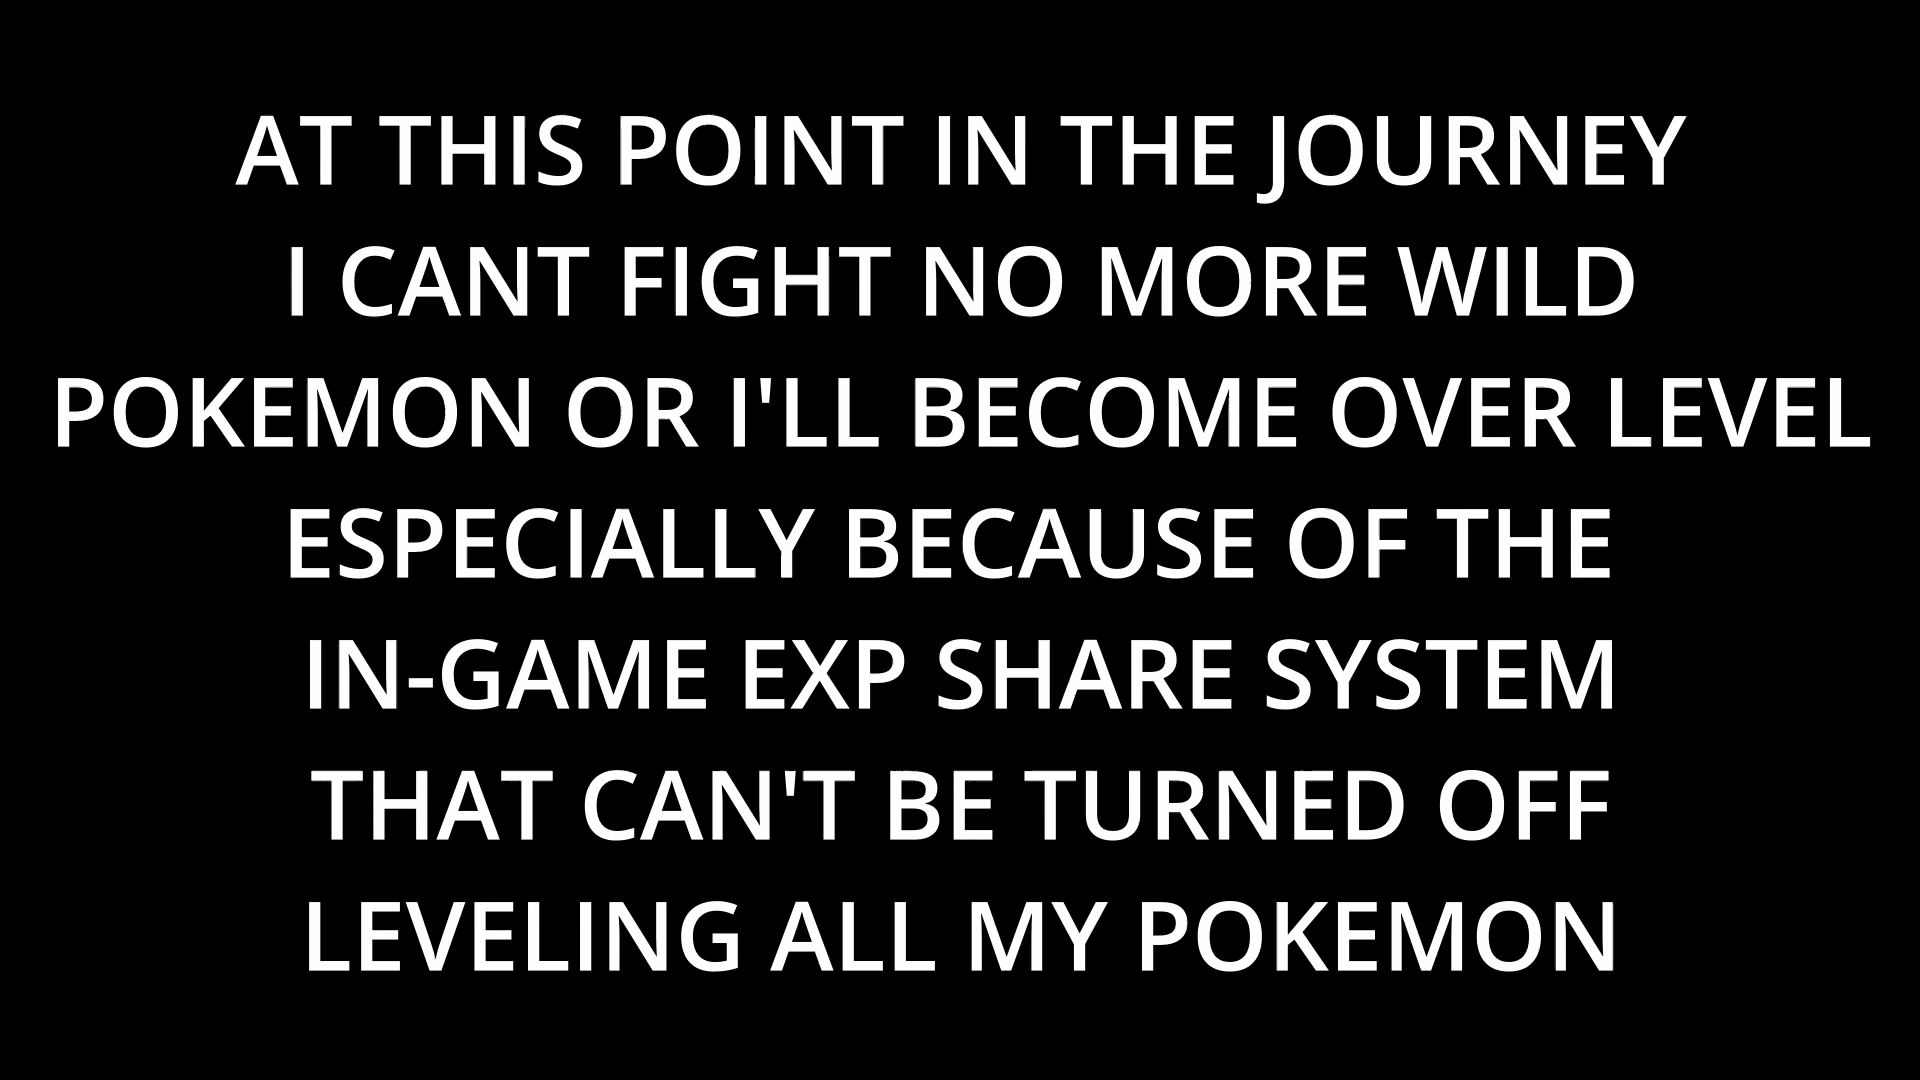 AT THIS POINT IN THE JOURNEY
I CANT FIGHT NO MORE WILD
POKEMON OR I'LL BECOME OVER LEVEL
ESPECIALLY BECAUSE OF THE
IN-GAME EXP SHARE SYSTEM
THAT CAN'T BE TURNED OFF
LEVELING ALL MY POKEMON